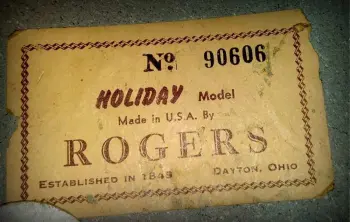 No. 90606
HOLIDAY Model
Made in U.S.A. By
ROGERS
ESTABLISHED IN 1849 DAYTON, OHIO